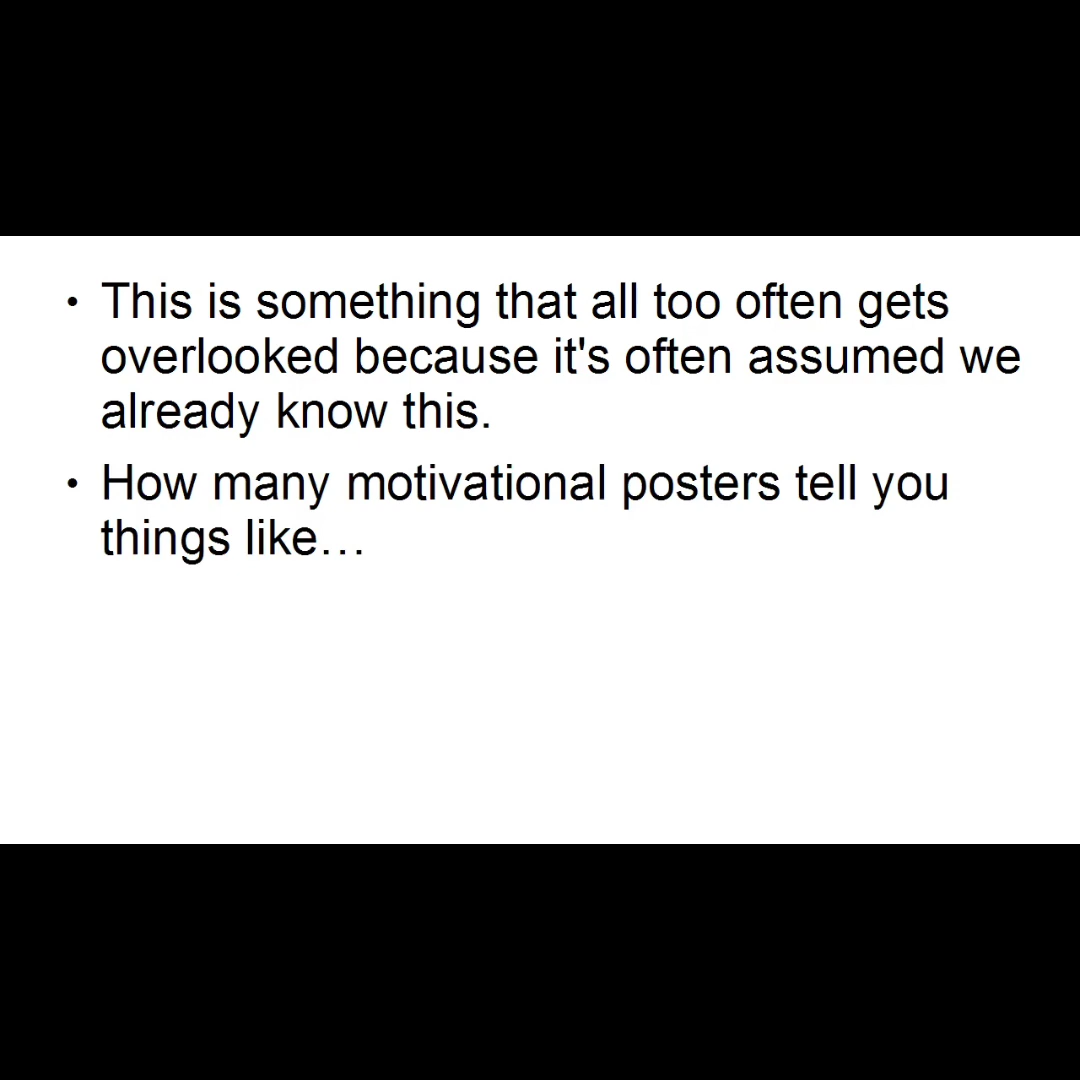 • This is something that all too often gets
overlooked because it's often assumed we
already know this.
• How many motivational posters tell you
things like…